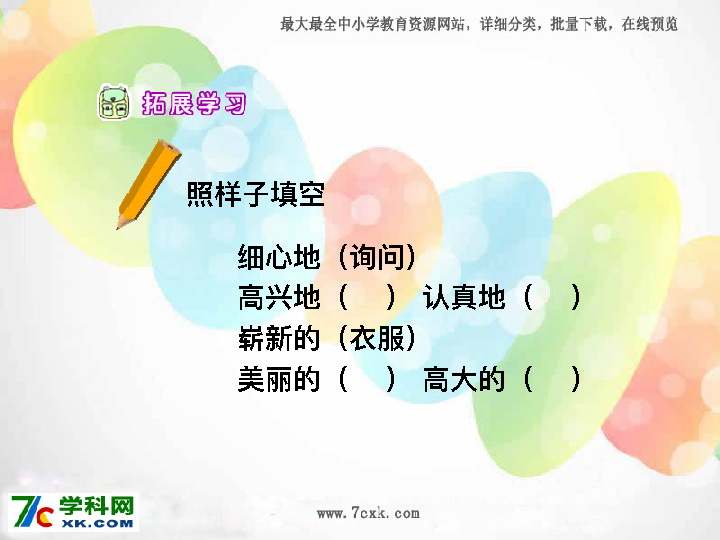 最大最全中小学教育资源网站，详细分类，批量下载，在线预览
拓展学习
照样子填空
细心地（询问）
高兴地（　） 认真地（　）
崭新的（衣服）
美丽的（　） 高大的（　）
7c学科网
XK.COM
www.7cxk.com